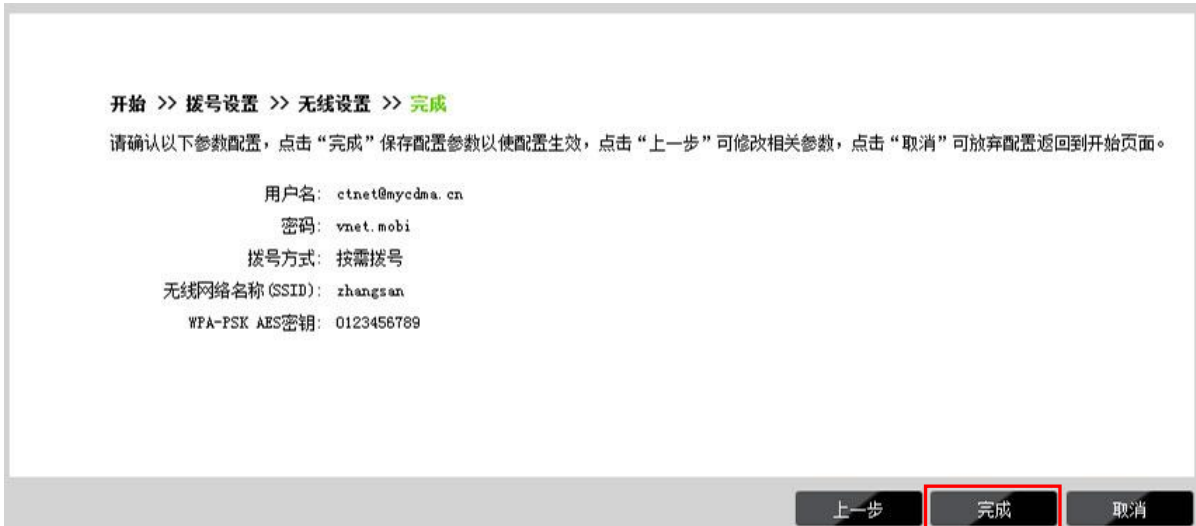 开始 >> 拨号设置 >> 无线设置 >> 完成
请确认以下参数配置，点击“完成”保存配置参数以使配置生效，点击“上一步”可修改相关参数，点击“取消”可放弃配置返回到开始页面。
用户名： ctnet@mycdma.cn
密码： vnet.mobi
拨号方式： 按需拨号
无线网络名称(SSID)： zhangsan
WPA-PSK AES密钥： 0123456789
上一步 完成 取消